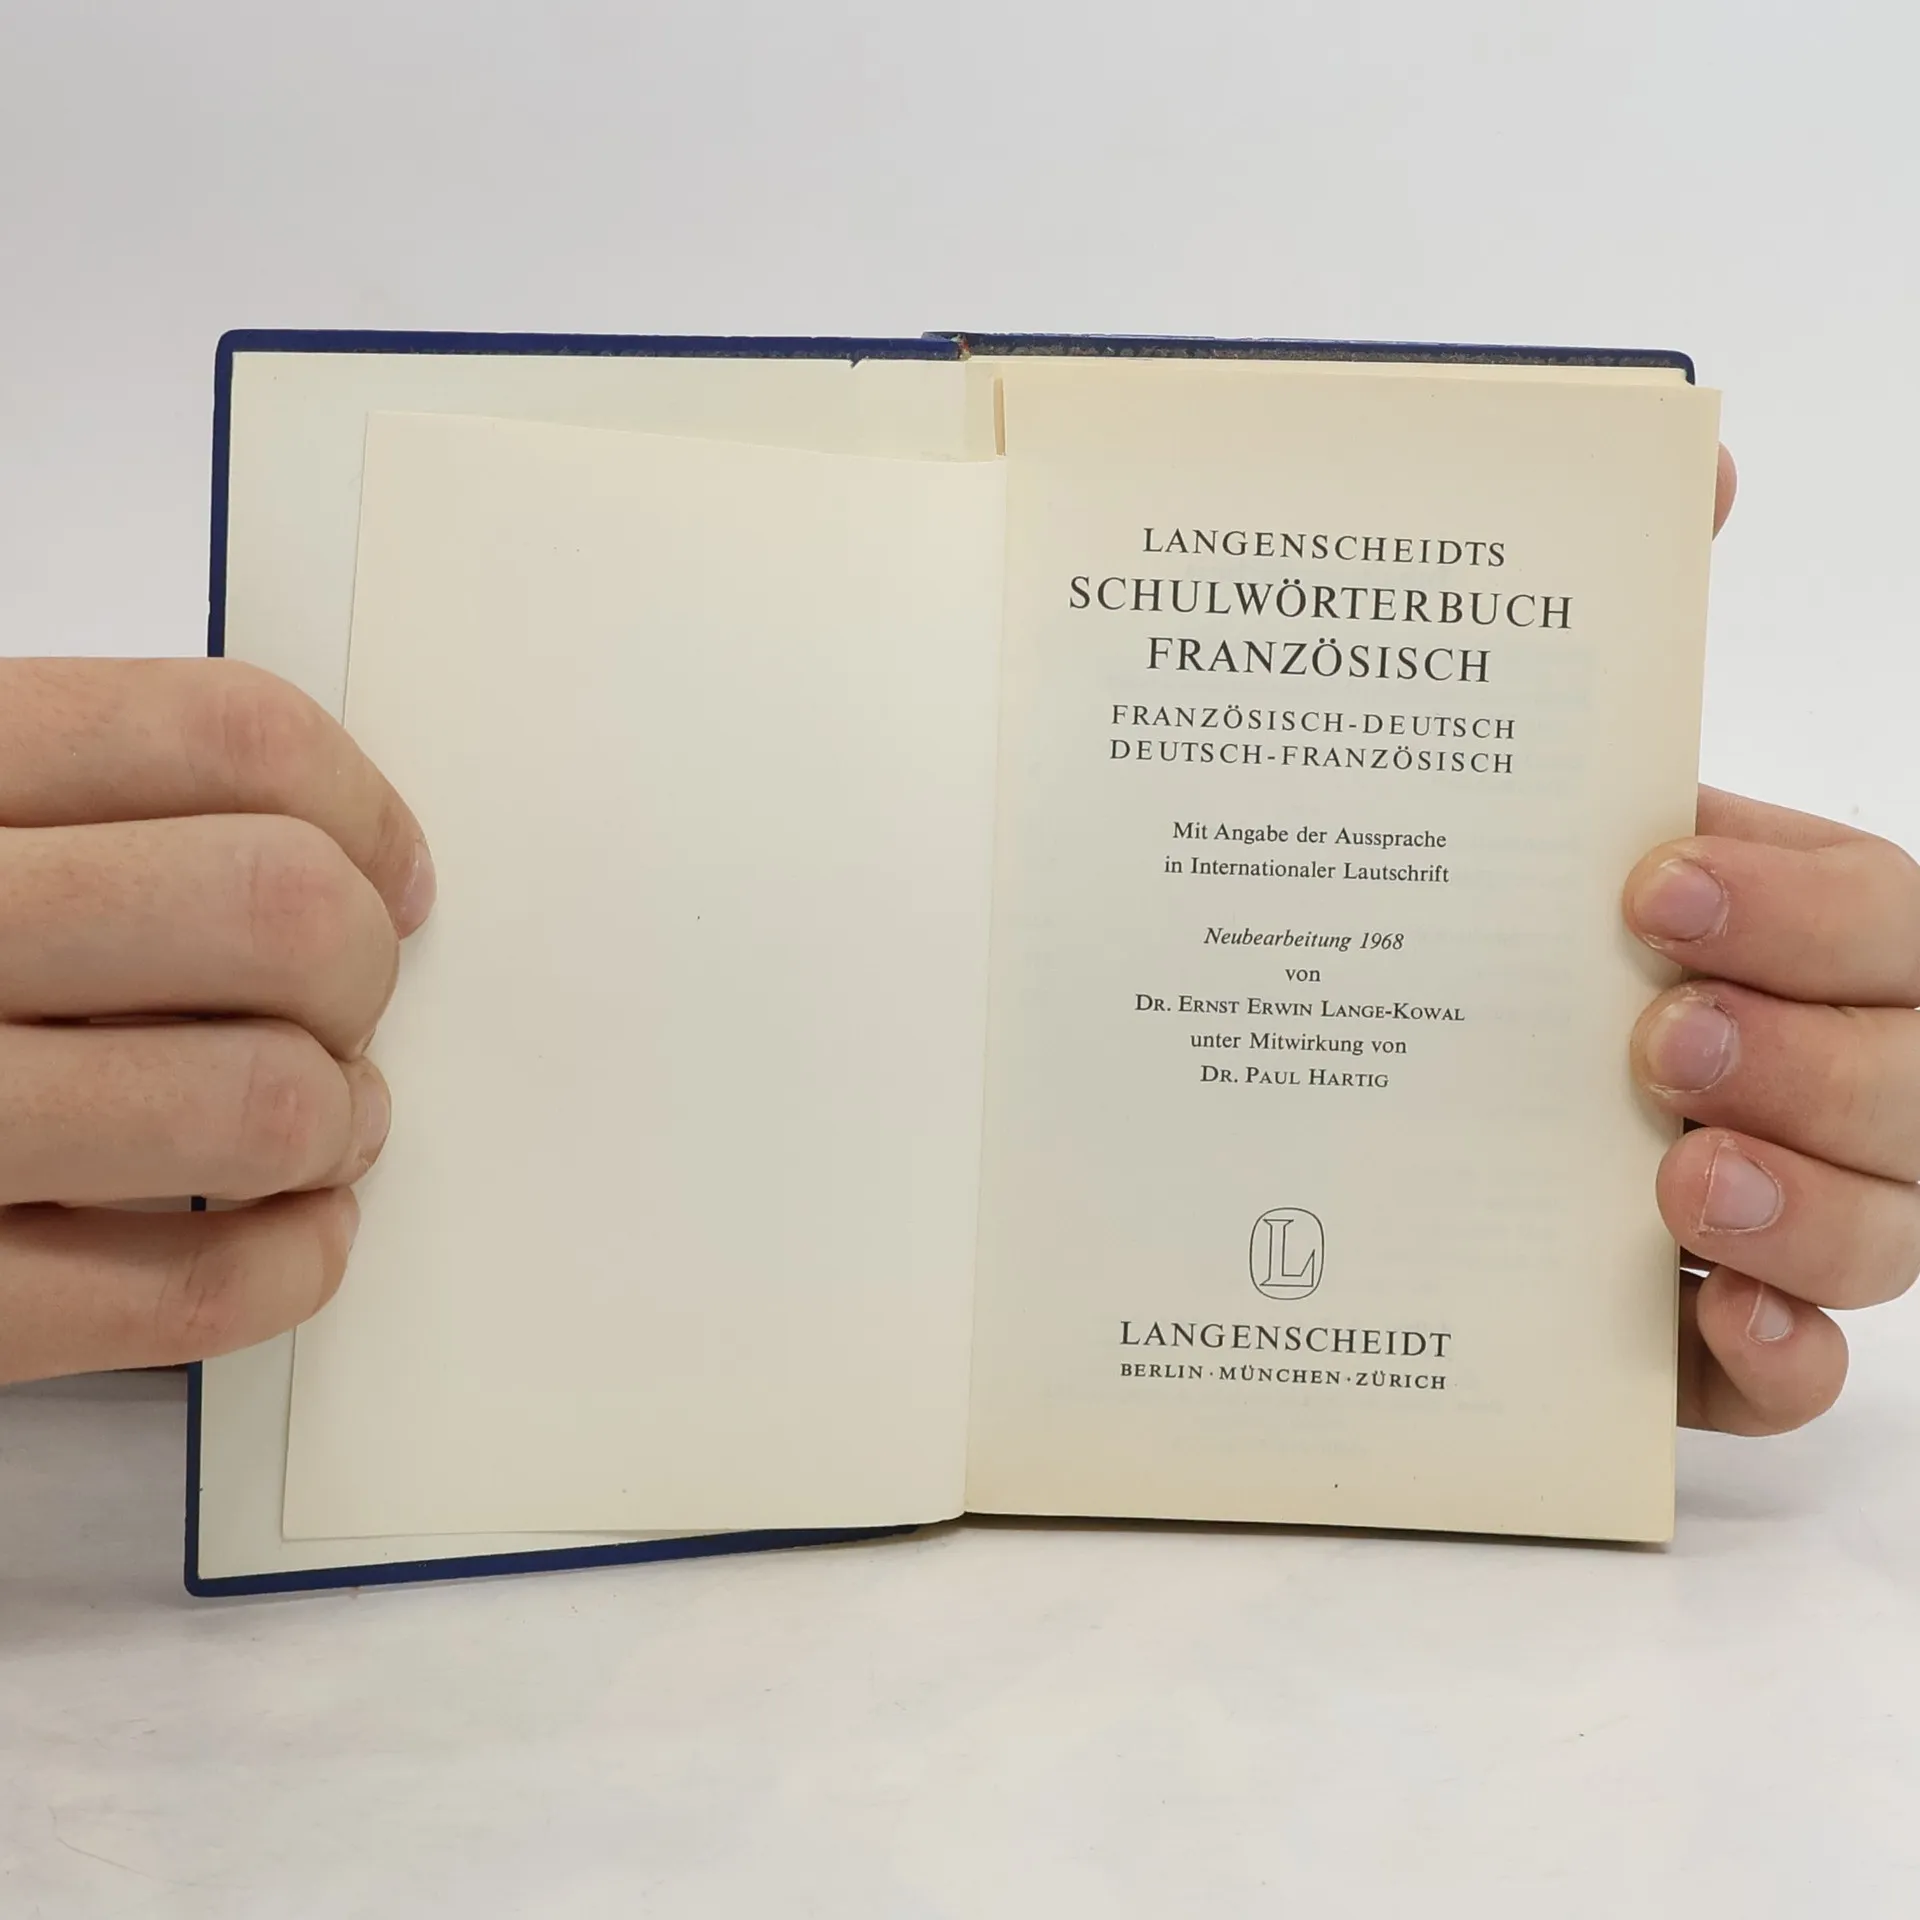 LANGENSCHEIDTS
SCHULWÖRTERBUCH
FRANZÖSISCH
FRANZÖSISCH-DEUTSCH
DEUTSCH-FRANZÖSISCH
Mit Angabe der Aussprache
in Internationaler Lautschrift
Neubearbeitung 1968
von
DR. ERNST ERWIN LANGE-KOWAL
unter Mitwirkung von
DR. PAUL HARTIG
L
LANGENSCHEIDT
BERLIN · MÜNCHEN · ZÜRICH